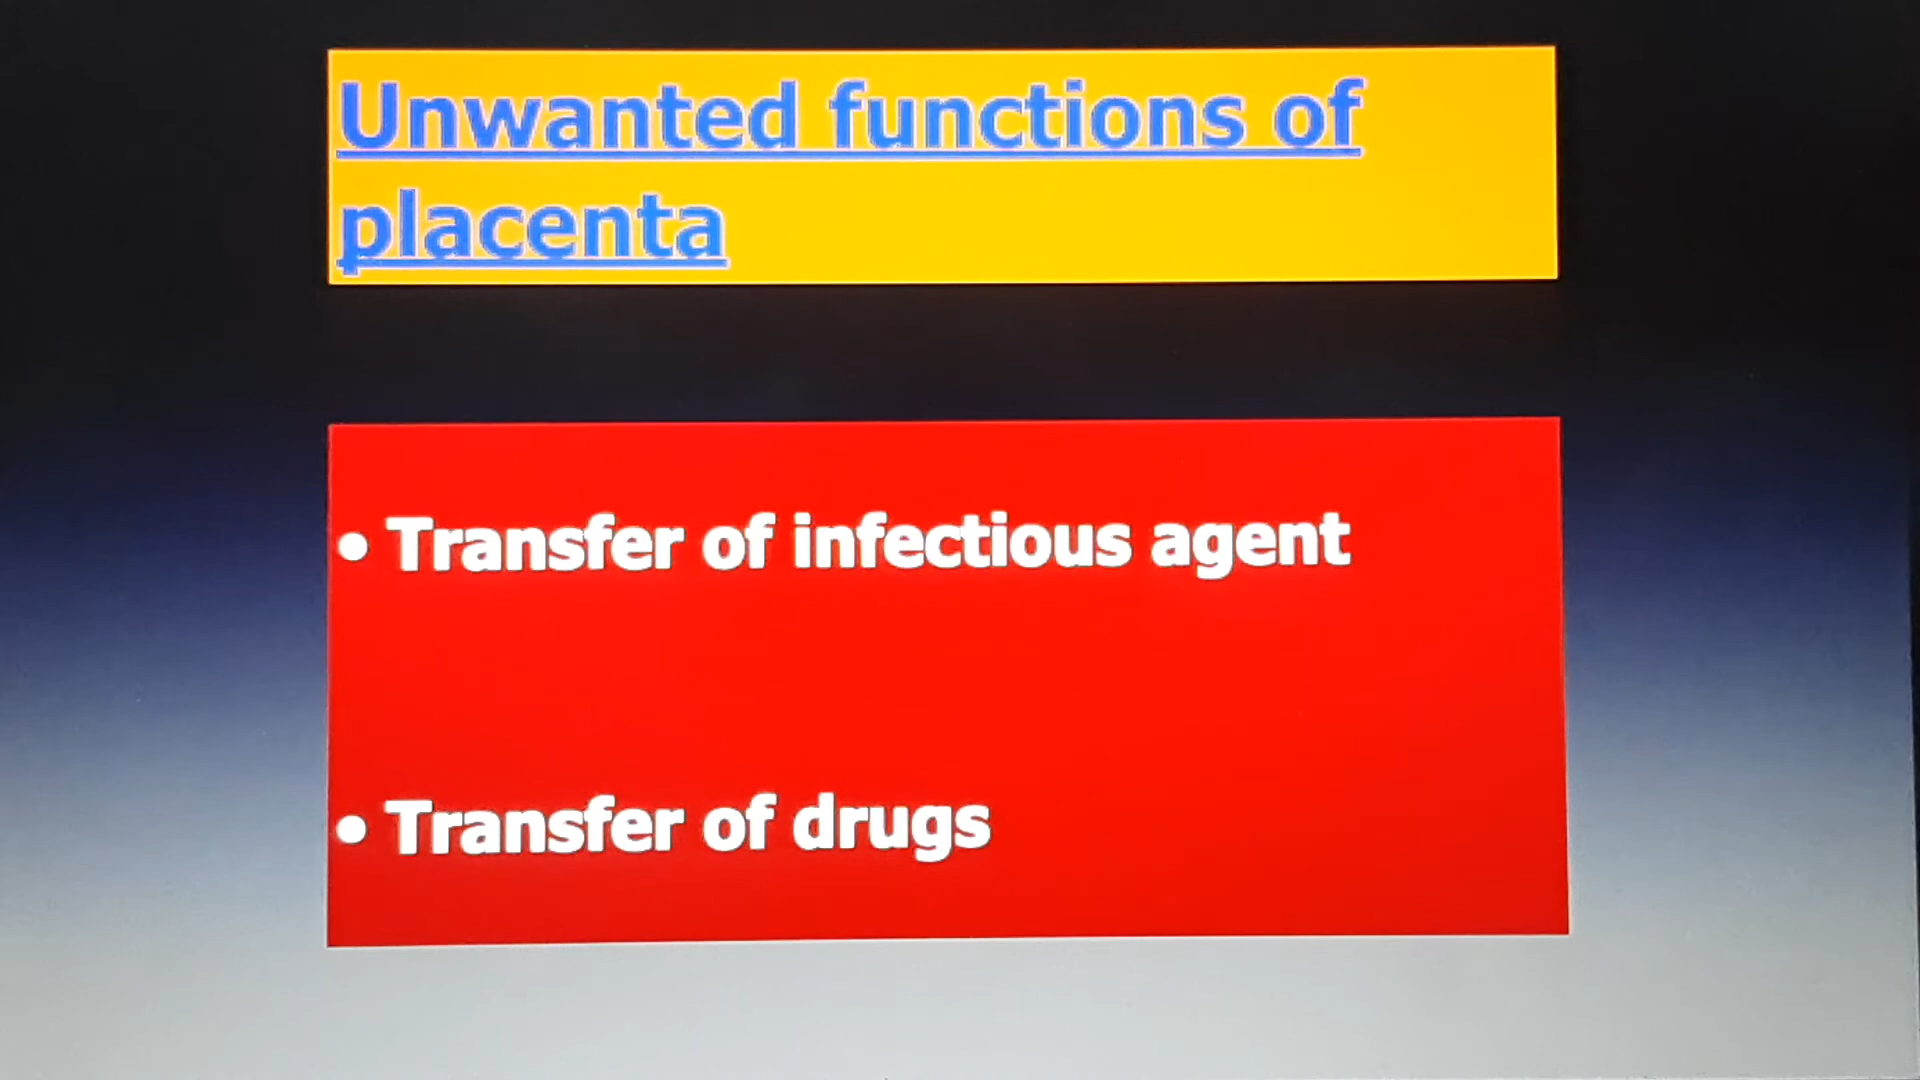 Unwanted functions of
placenta
• Transfer of infectious agent
• Transfer of drugs